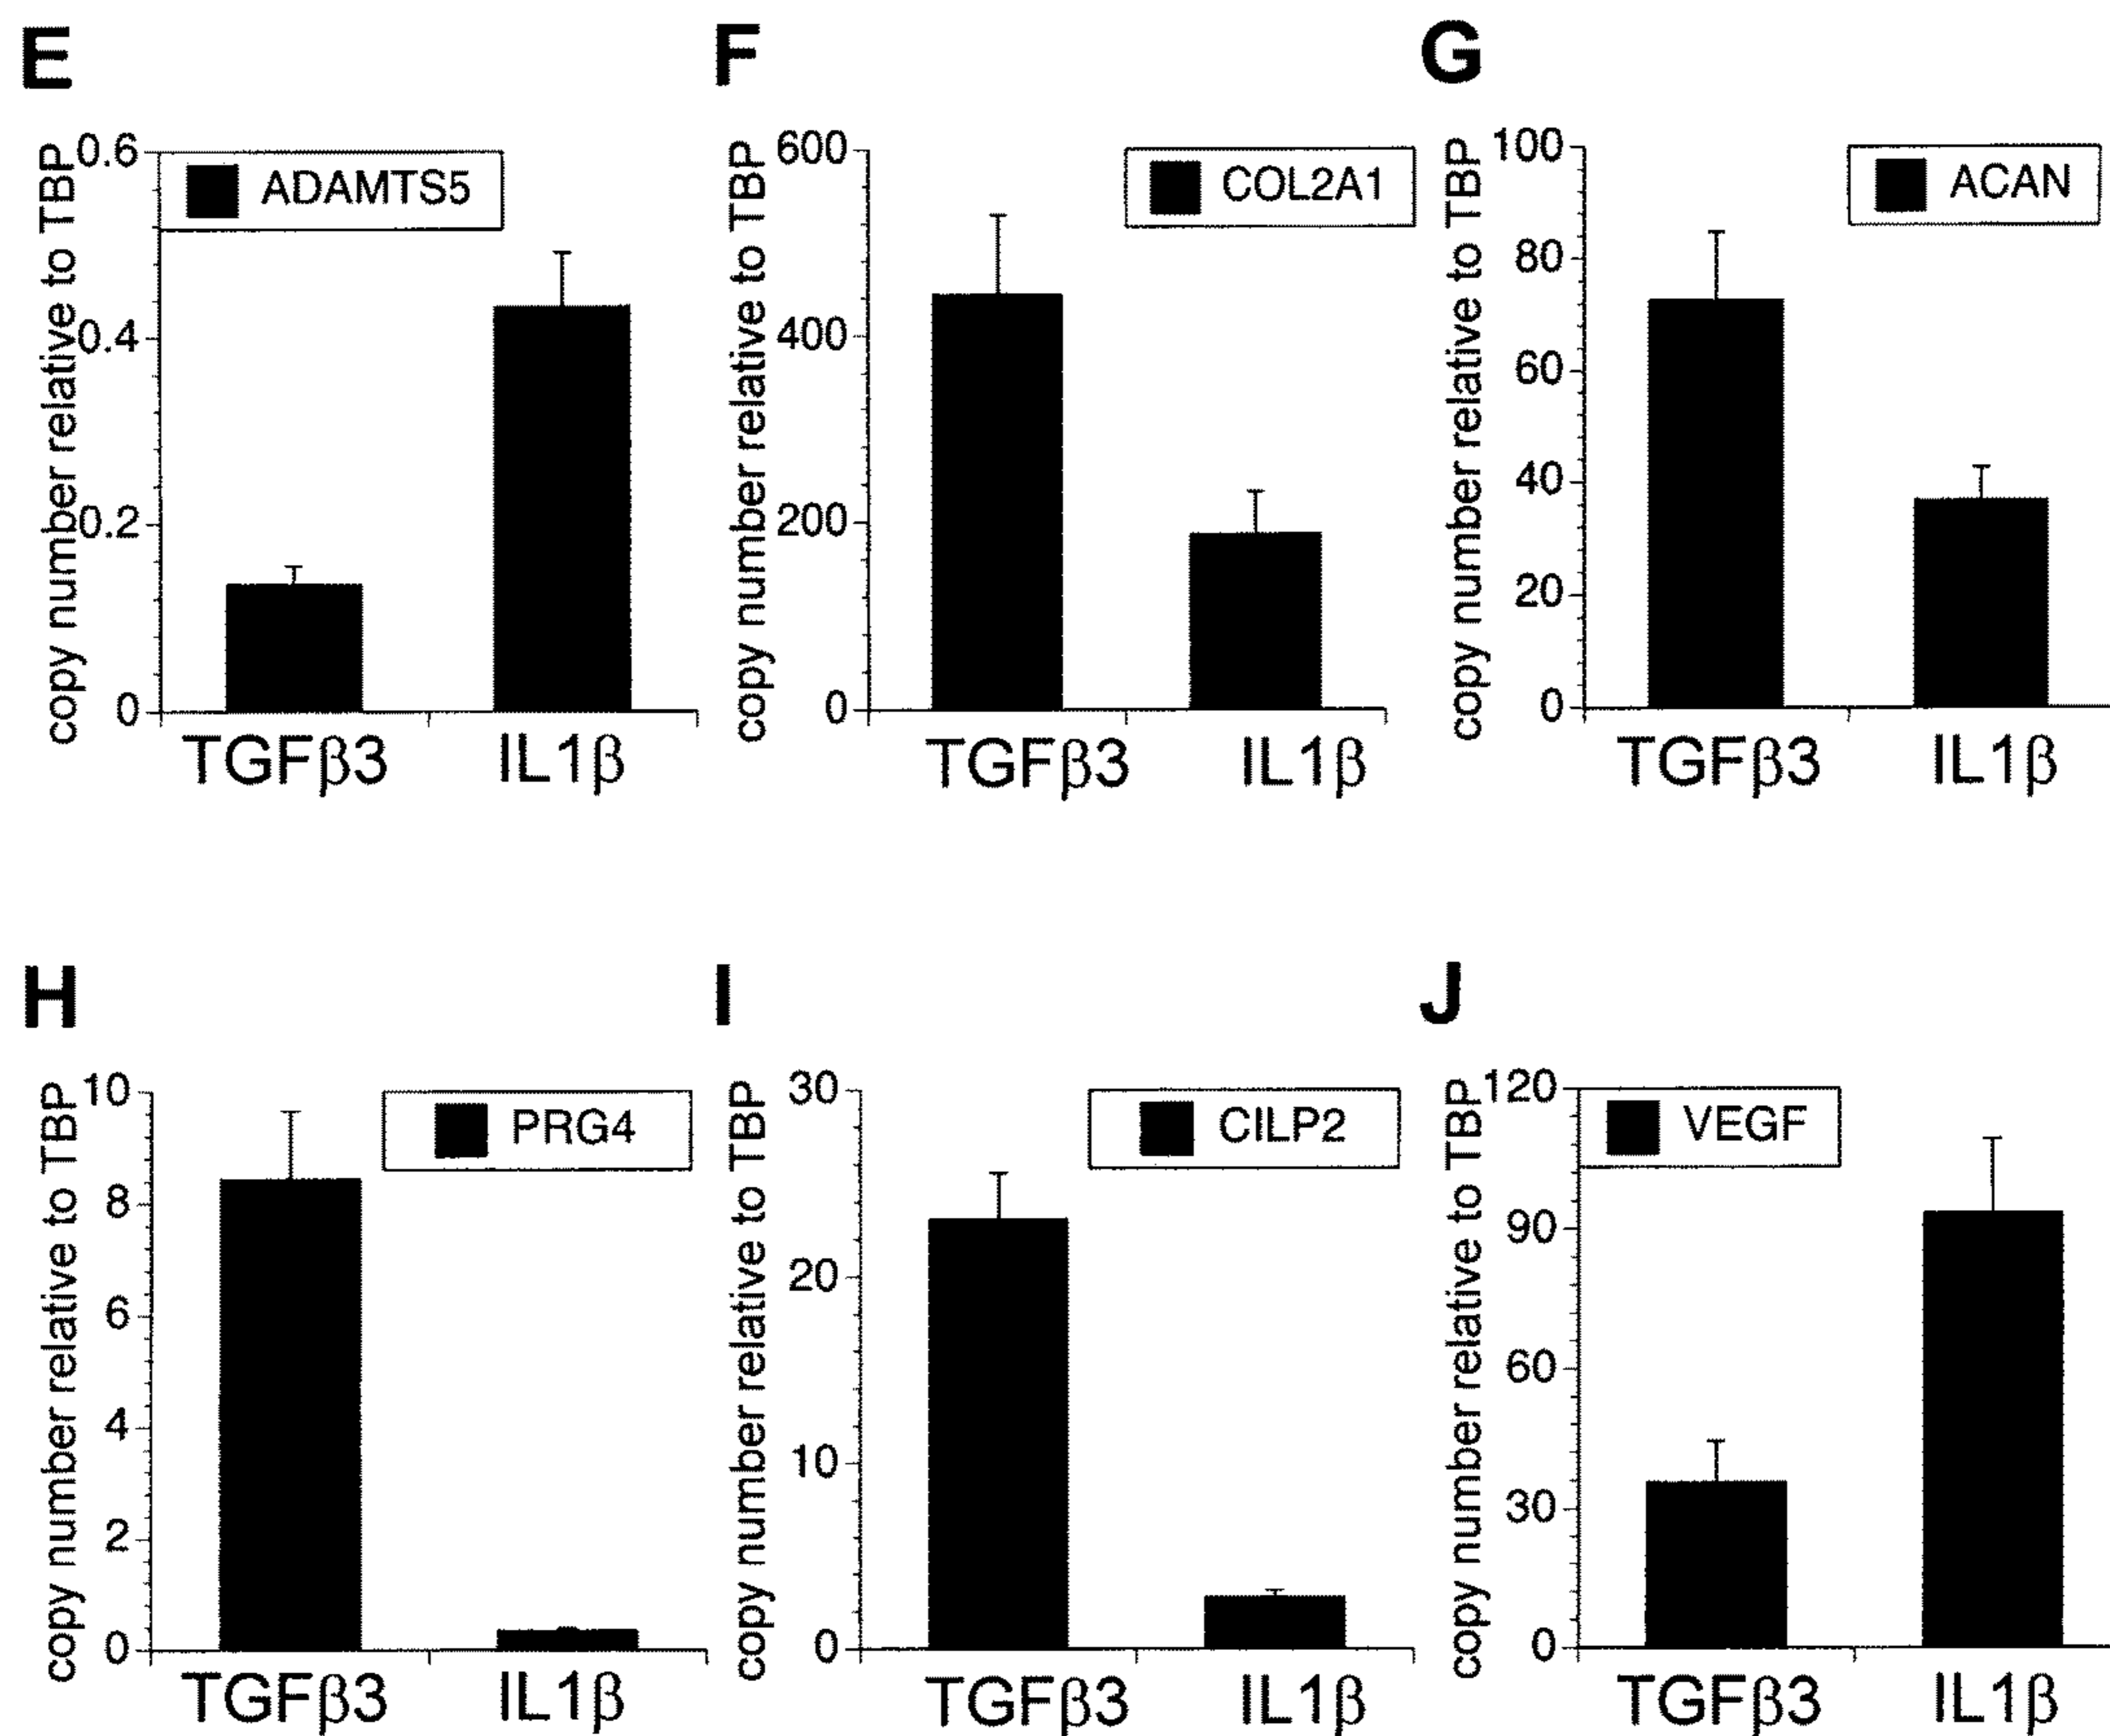 E
copy number relative to TBP
0.6
0.4
0.2
0
ADAMTS5
TGFβ3 IL1β
F
copy number relative to TBP
600
400
200
0
COL2A1
TGFβ3 IL1β
G
copy number relative to TBP
100
80
60
40
20
0
ACAN
TGFβ3 IL1β
H
copy number relative to TBP
10
8
6
4
2
0
PRG4
TGFβ3 IL1β
I
copy number relative to TBP
30
20
10
0
CILP2
TGFβ3 IL1β
J
copy number relative to TBP
120
90
60
30
0
VEGF
TGFβ3 IL1β